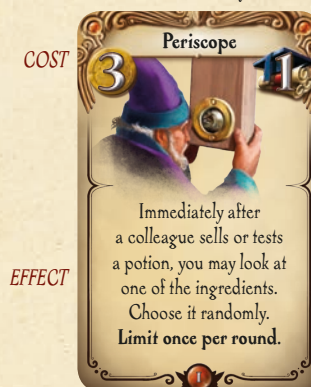 Periscope
COST
3
1
Immediately after
a colleague sells or tests
a potion, you may look at
EFFECT
one of the ingredients.
Choose it randomly.
Limit once per round.
1